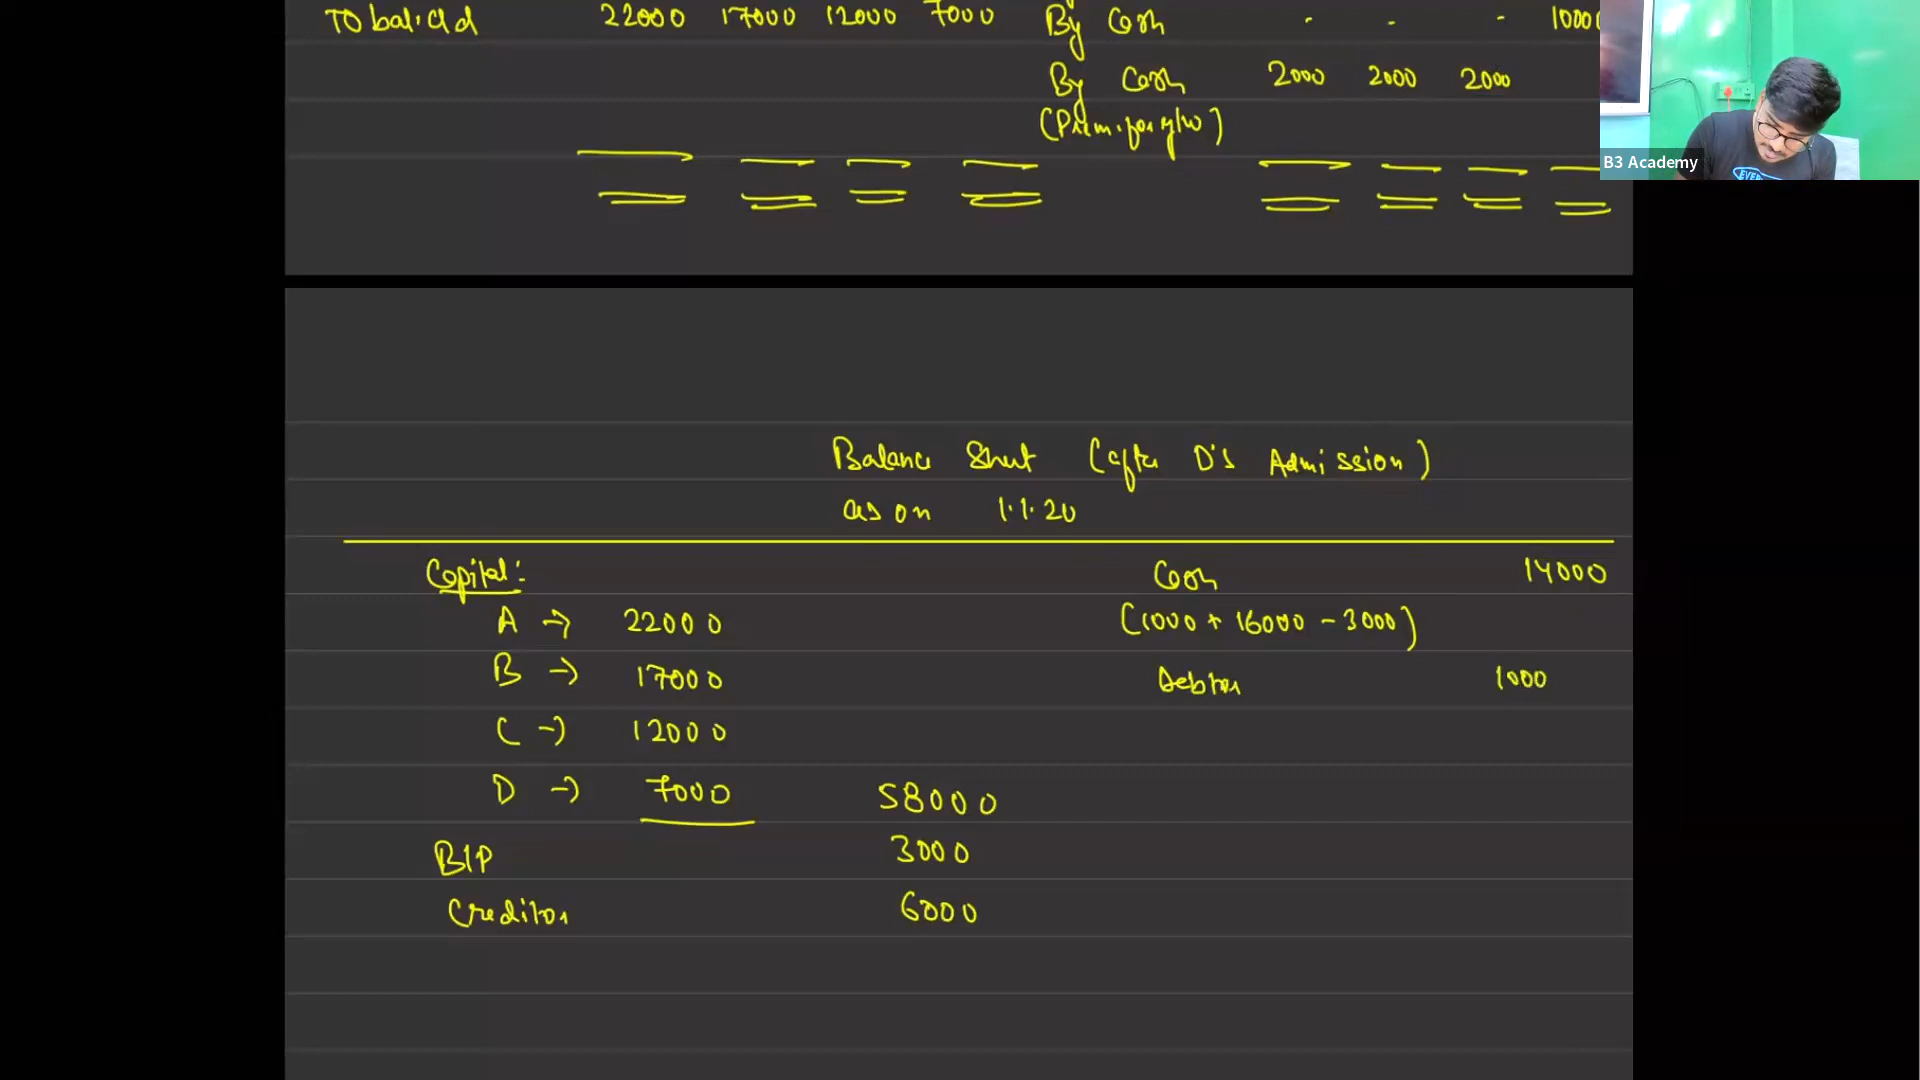 To bal. c/d 22000 17000 12000 7000 By Cash - - - 10000
By Cash 2000 2000 2000
(Prem. for g/w)
B3 Academy
Balance Sheet (after D's Admission)
as on 1.1.20
Capital: Cash 14000
A → 22000 (1000 + 16000 - 3000)
B → 17000 Debtors 1000
C → 12000
D → 7000 58000
B/P 3000
Creditors 6000